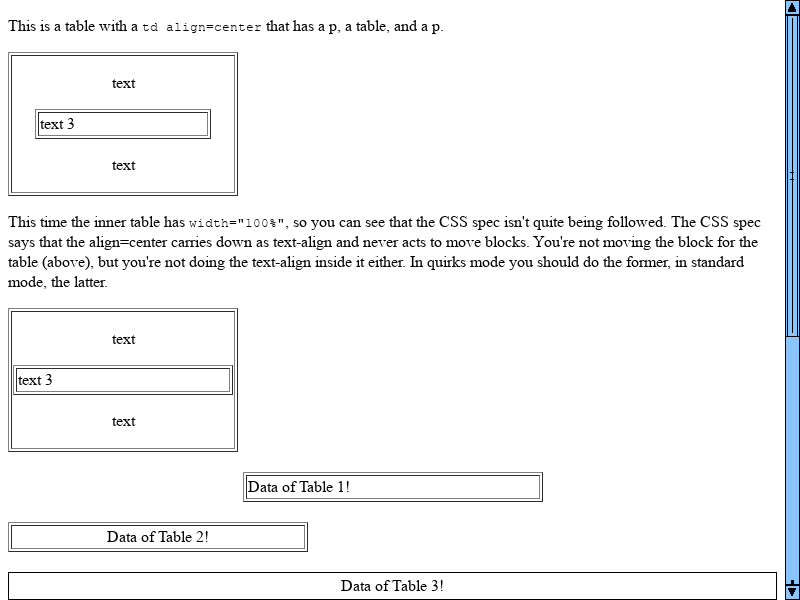 This is a table with a td align=center that has a p, a table, and a p.
text
text 3
text
This time the inner table has width="100%", so you can see that the CSS spec isn't quite being followed. The CSS spec
says that the align=center carries down as text-align and never acts to move blocks. You're not moving the block for the
table (above), but you're not doing the text-align inside it either. In quirks mode you should do the former, in standard
mode, the latter.
text
text 3
text
Data of Table 1!
Data of Table 2!
Data of Table 3!